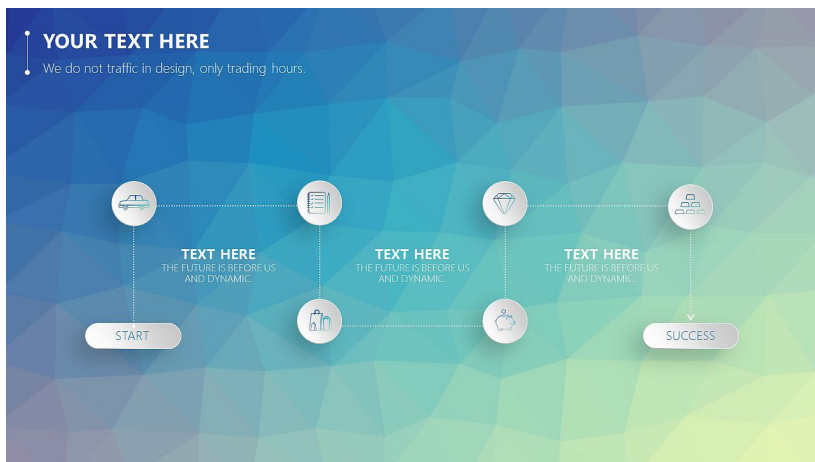 YOUR TEXT HERE
We do not traffic in design, only trading hours.
TEXT HERE
THE FUTURE IS BEFORE US
AND DYNAMIC.
TEXT HERE
THE FUTURE IS BEFORE US
AND DYNAMIC.
TEXT HERE
THE FUTURE IS BEFORE US
AND DYNAMIC.
START
SUCCESS